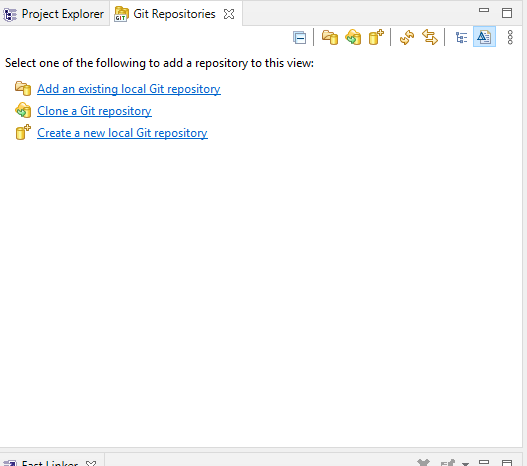 Project Explorer
GIT
Git Repositories
Select one of the following to add a repository to this view:
Add an existing local Git repository
Clone a Git repository
Create a new local Git repository
Fast Linker